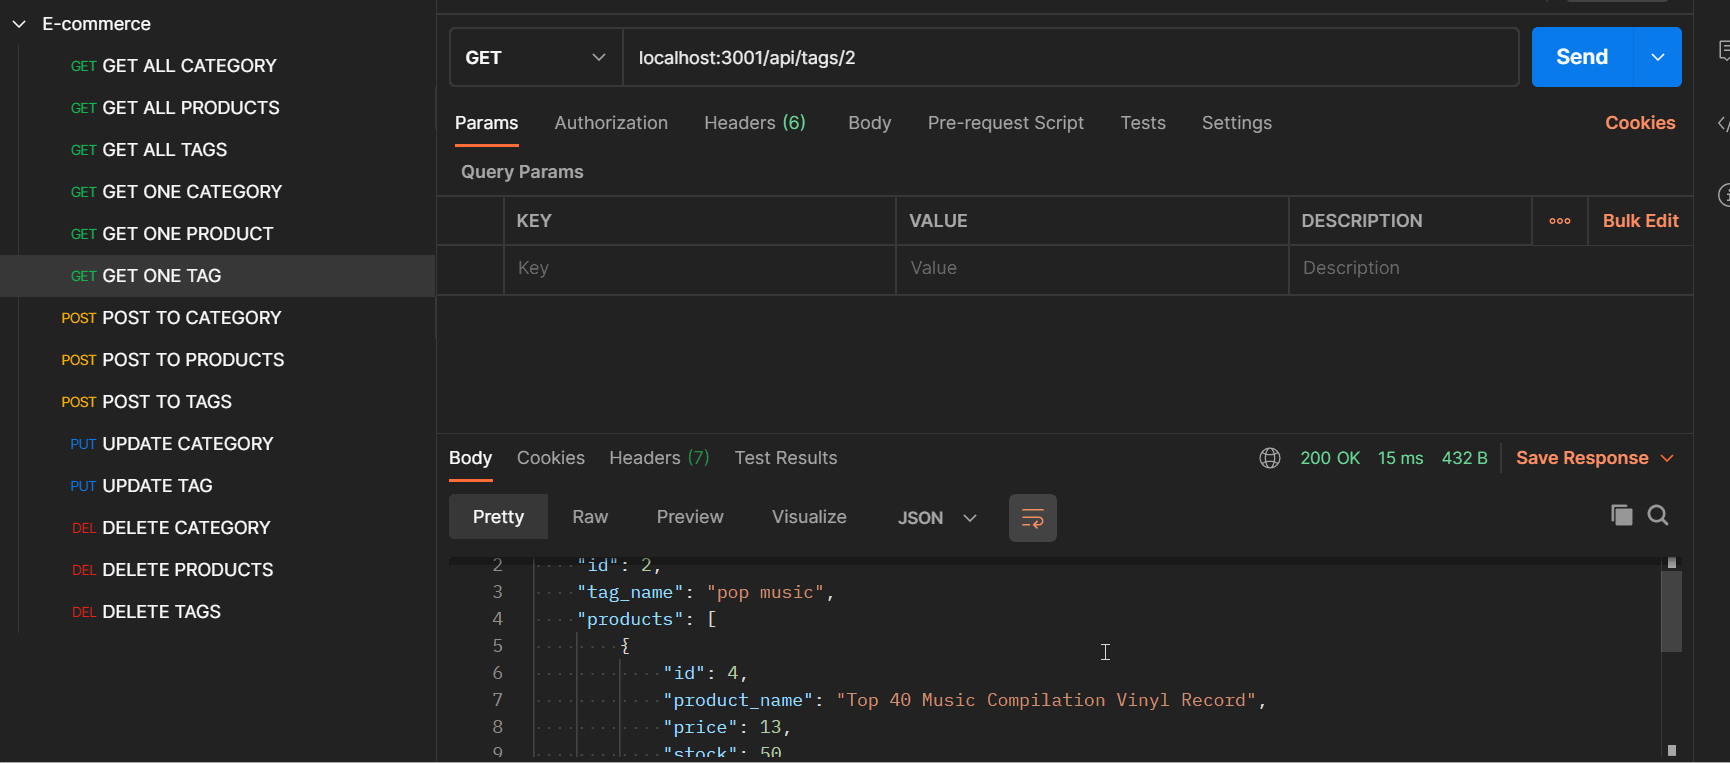 E-commerce
GET GET ALL CATEGORY
GET GET ALL PRODUCTS
GET GET ALL TAGS
GET GET ONE CATEGORY
GET GET ONE PRODUCT
GET GET ONE TAG
POST POST TO CATEGORY
POST POST TO PRODUCTS
POST POST TO TAGS
PUT UPDATE CATEGORY
PUT UPDATE TAG
DEL DELETE CATEGORY
DEL DELETE PRODUCTS
DEL DELETE TAGS
GET localhost:3001/api/tags/2 Send
Params Authorization Headers (6) Body Pre-request Script Tests Settings Cookies
Query Params
KEY VALUE DESCRIPTION ooo Bulk Edit
Key Value Description
Body Cookies Headers (7) Test Results 200 OK 15 ms 432 B Save Response
Pretty Raw Preview Visualize JSON
2 "id": 2,
3 "tag_name": "pop music",
4 "products": [
5 {
6 "id": 4,
7 "product_name": "Top 40 Music Compilation Vinyl Record",
8 "price": 13,
9 "stock": 50